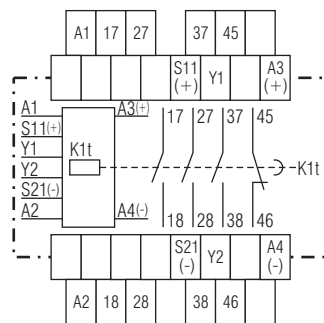 A1 17 27 37 45
S11 (+) Y1 A3 (+)
A1 A3(+) 17 27 37 45
S11(+)
Y1 K1t
Y2 K1t
S21(-)
A2 A4(-) 18 28 38 46
S21 (-) Y2 A4 (-)
A2 18 28 38 46